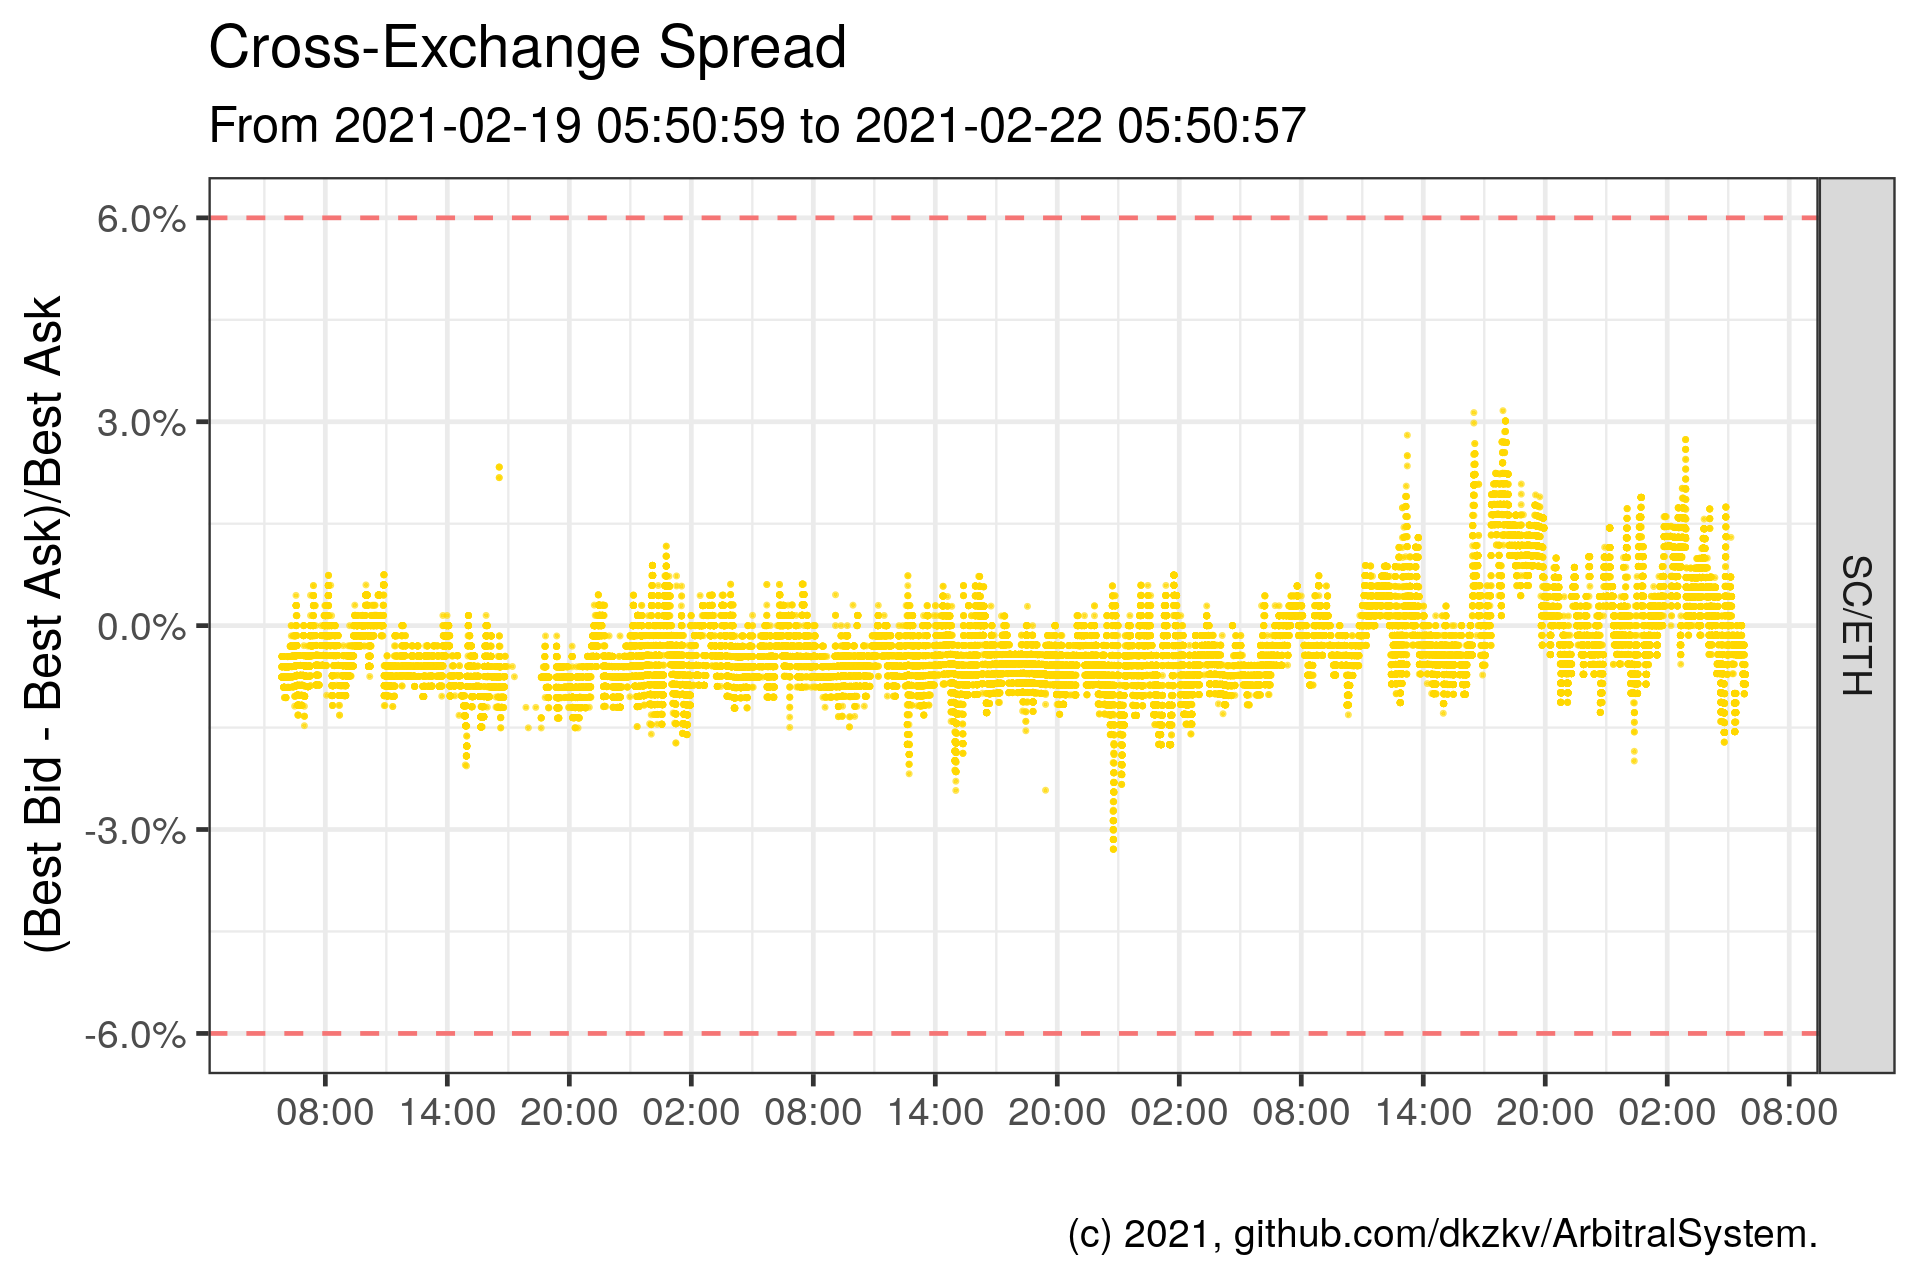 Cross-Exchange Spread
From 2021-02-19 05:50:59 to 2021-02-22 05:50:57
(Best Bid - Best Ask)/Best Ask
6.0%
3.0%
0.0%
-3.0%
-6.0%
SC/ETH
08:00 14:00 20:00 02:00 08:00 14:00 20:00 02:00 08:00 14:00 20:00 02:00 08:00
(c) 2021, github.com/dkzkv/ArbitralSystem.